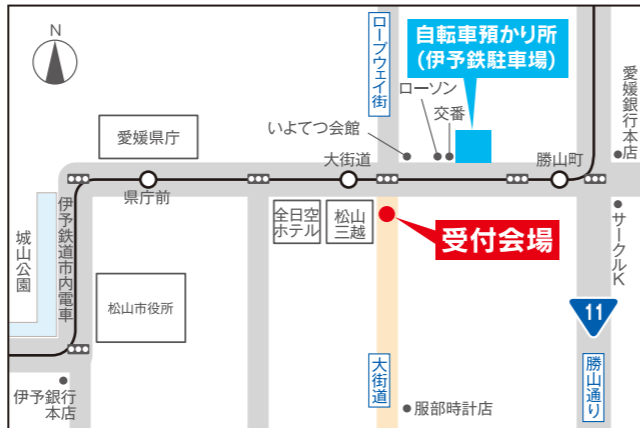 N
ロープウェイ街
自転車預かり所
(伊予鉄駐車場)
愛媛銀行本店
ローソン
交番
いよてつ会館
愛媛県庁
大街道
勝山町
県庁前
全日空
ホテル
松山
三越
受付会場
サークルK
伊予鉄道市内電車
城山公園
松山市役所
11
大街道
勝山通り
伊予銀行
本店
服部時計店